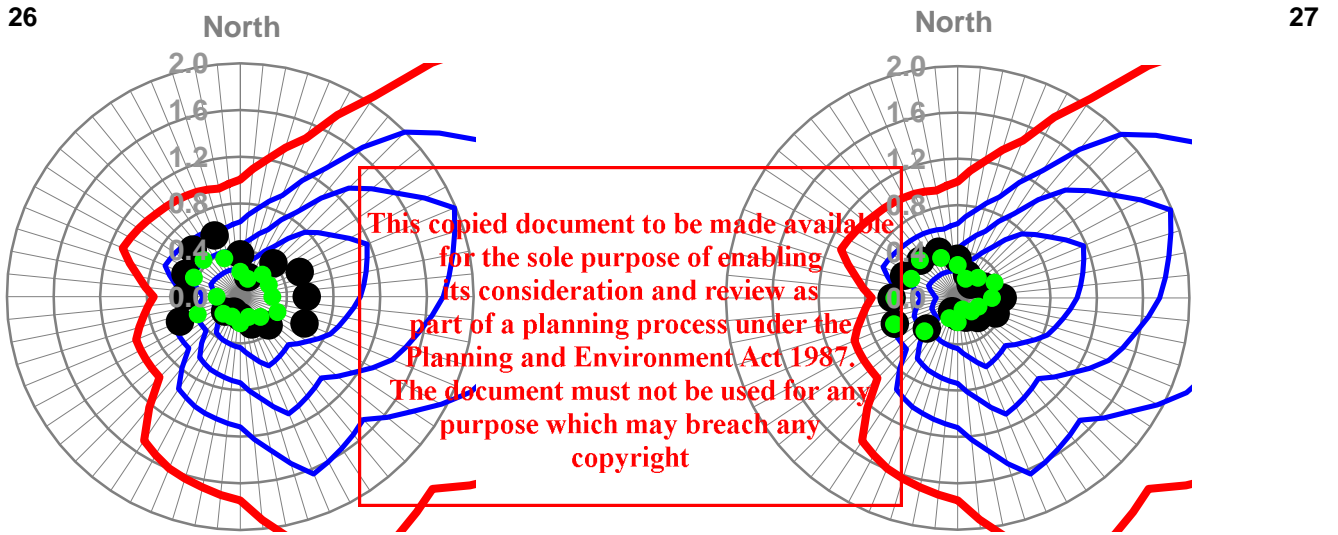 26
27
North
North
2.0
1.6
1.2
0.8
0.4
0.0
2.0
1.6
1.2
0.8
0.4
0.0
This copied document to be made available
for the sole purpose of enabling
its consideration and review as
part of a planning process under the
Planning and Environment Act 1987.
The document must not be used for any
purpose which may breach any
copyright